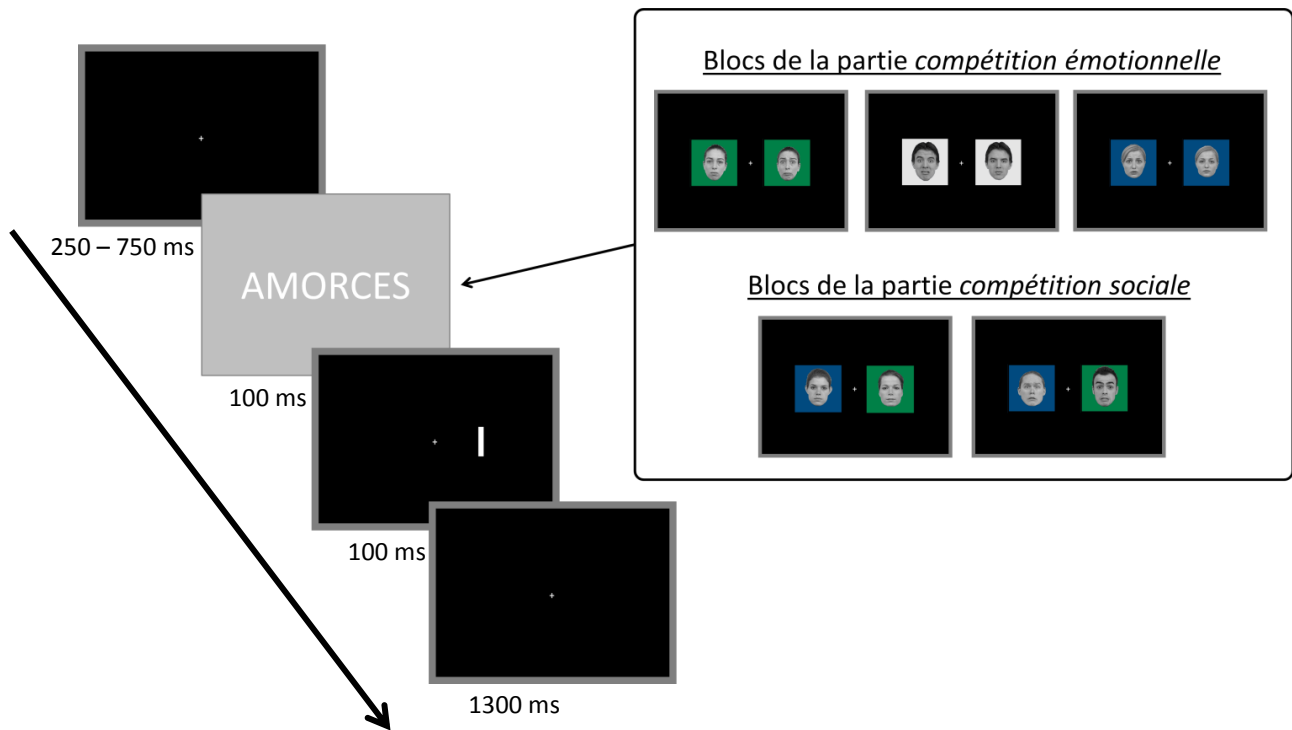 Blocs de la partie compétition émotionnelle
250 – 750 ms
AMORCES
Blocs de la partie compétition sociale
100 ms
100 ms
1300 ms